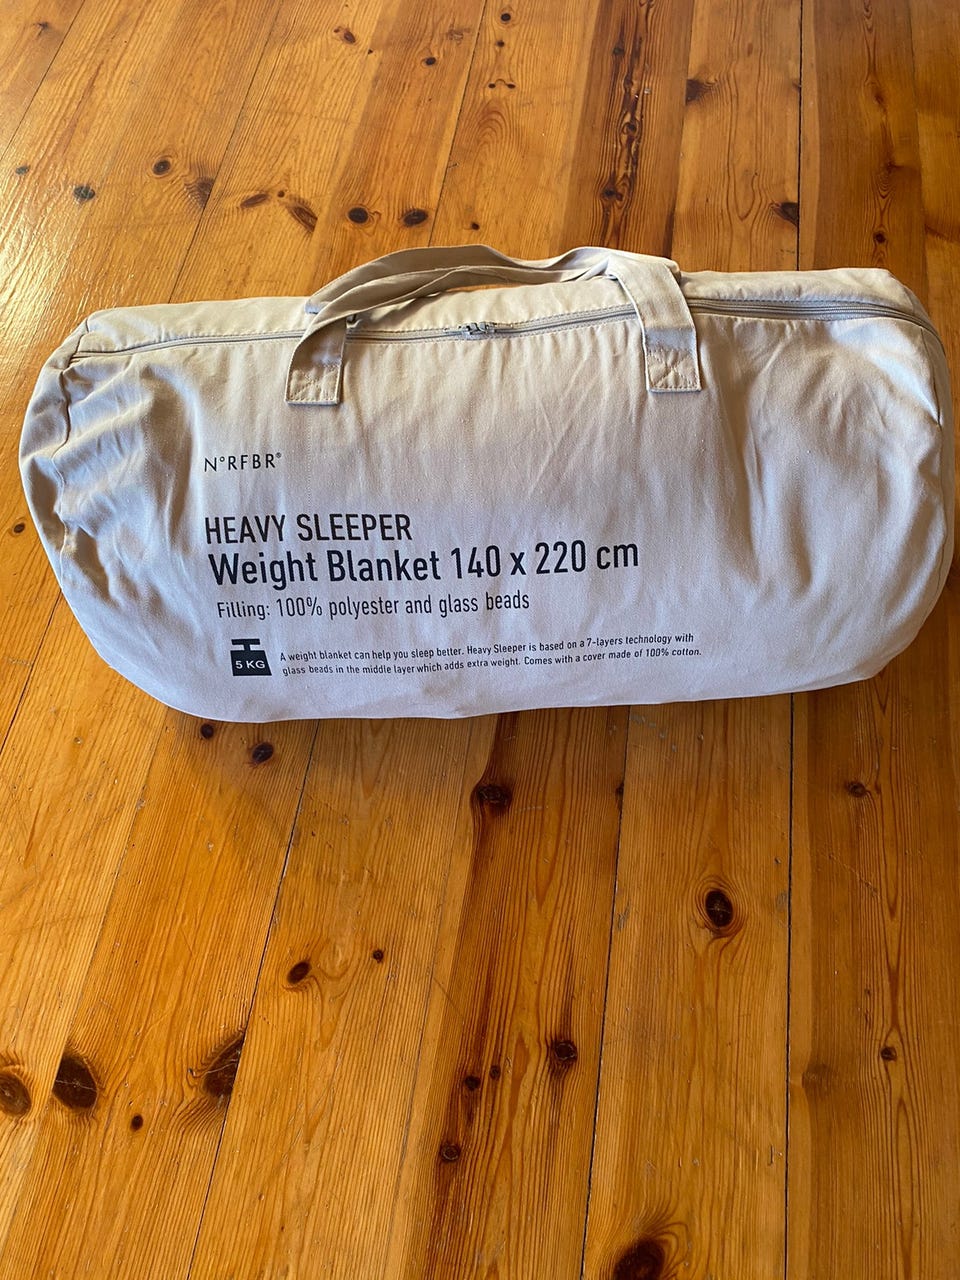 N°RFBR®
HEAVY SLEEPER
Weight Blanket 140 x 220 cm
Filling: 100% polyester and glass beads
5 KG
A weight blanket can help you sleep better. Heavy Sleeper is based on a 7-layers technology with
glass beads in the middle layer which adds extra weight. Comes with a cover made of 100% cotton.